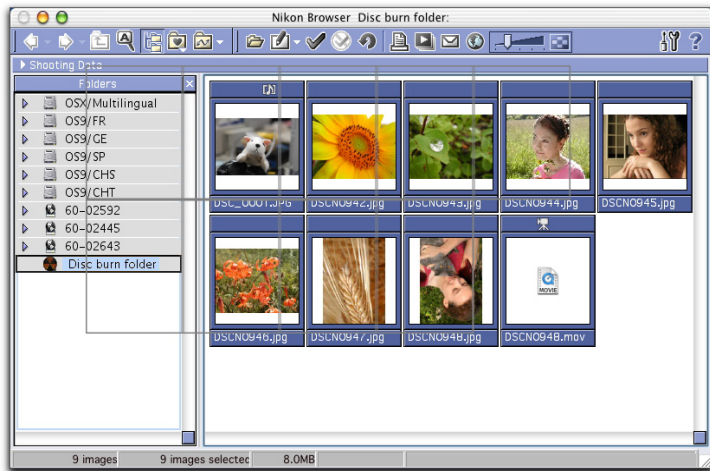 Nikon Browser Disc burn folder:
Shooting Data
Folders
OSX/Multilingual
OS9/FR
OS9/GE
OS9/SP
OS9/CHS
OS9/CHT
60-02592
60-02445
60-02643
Disc burn folder
DSC_0001.JPG
DSCN0942.jpg
DSCN0943.jpg
DSCN0944.jpg
DSCN0945.jpg
MOVIE
DSCN0946.jpg
DSCN0947.jpg
DSCN0948.jpg
DSCN0948.mov
9 images
9 images selected
8.0MB